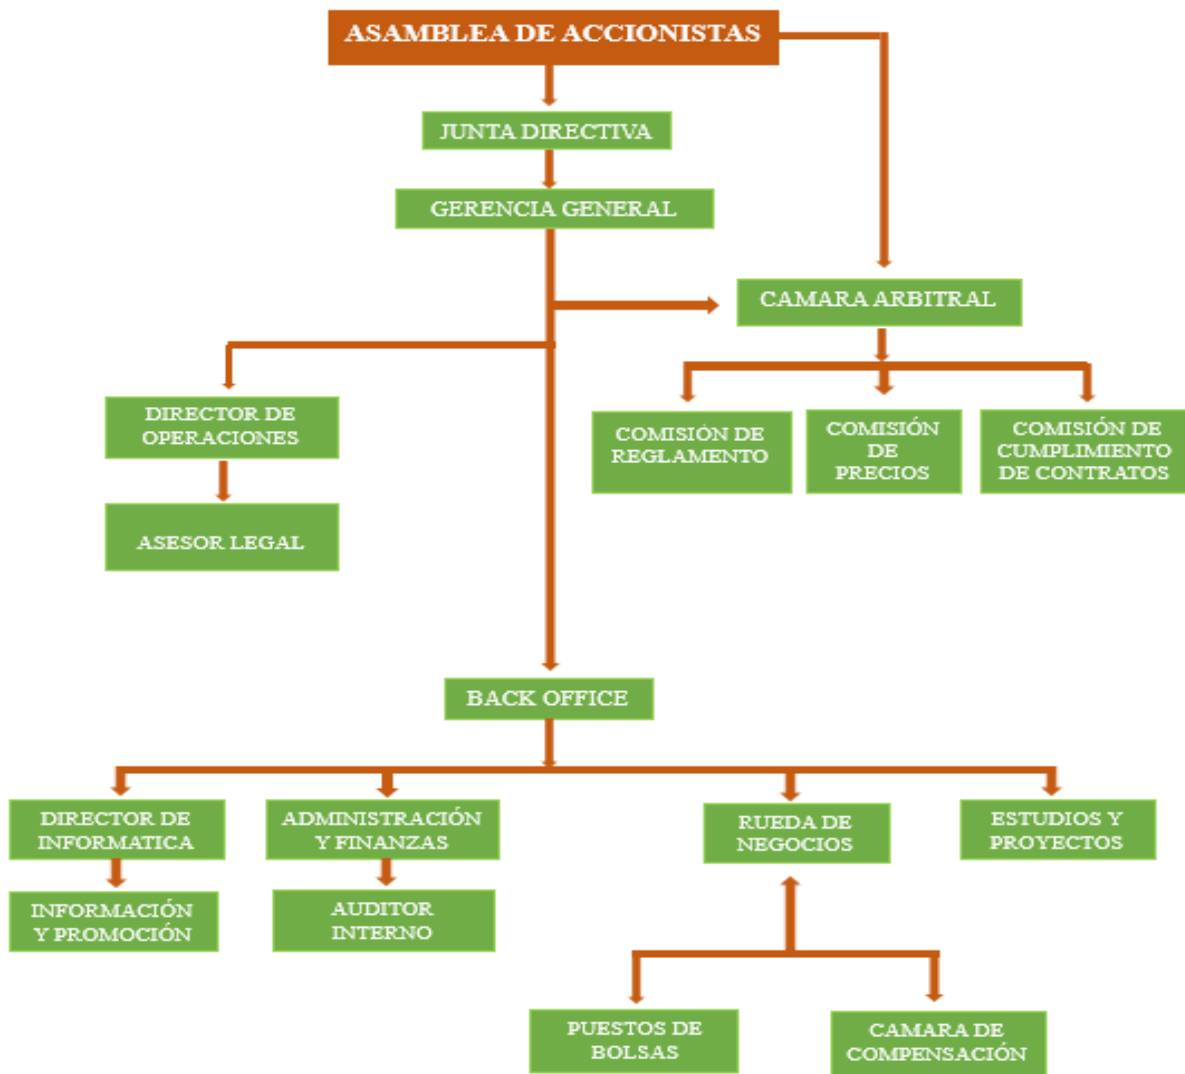 ASAMBLEA DE ACCIONISTAS
JUNTA DIRECTIVA
GERENCIA GENERAL
CAMARA ARBITRAL
DIRECTOR DE
OPERACIONES
COMISIÓN DE
REGLAMENTO
COMISIÓN
DE
PRECIOS
COMISIÓN DE
CUMPLIMIENTO
DE CONTRATOS
ASESOR LEGAL
BACK OFFICE
DIRECTOR DE
INFORMATICA
ADMINISTRACIÓN
Y FINANZAS
RUEDA DE
NEGOCIOS
ESTUDIOS Y
PROYECTOS
INFORMACIÓN
Y PROMOCIÓN
AUDITOR
INTERNO
PUESTOS DE
BOLSAS
CAMARA DE
COMPENSACIÓN